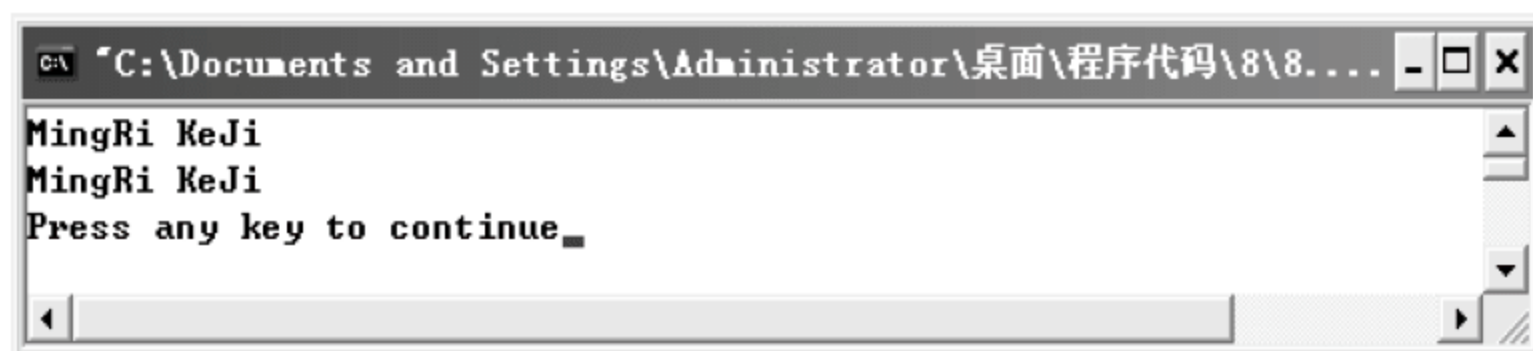 "C:\Documents and Settings\Administrator\桌面\程序代码\8\8....
MingRi KeJi
MingRi KeJi
Press any key to continue_